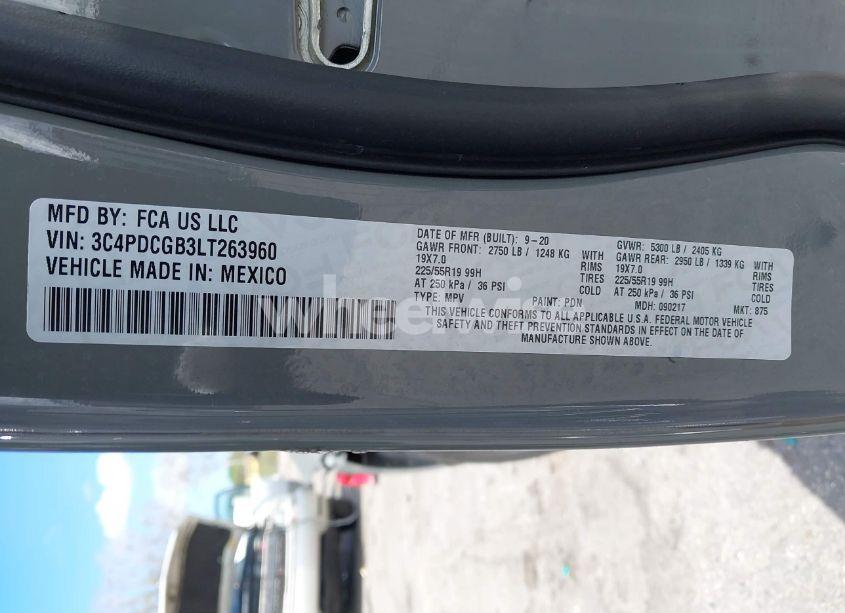 MFD BY: FCA US LLC
VIN: 3C4PDCGB3LT263960
VEHICLE MADE IN: MEXICO
DATE OF MFR (BUILT): 9-20 GVWR: 5300 LB / 2405 KG
GAWR FRONT: 2750 LB / 1248 KG WITH GAWR REAR: 2950 LB / 1339 KG WITH
19X7.0 RIMS 19X7.0 RIMS
225/55R19 99H TIRES 225/55R19 99H TIRES
AT 250 kPa / 36 PSI COLD AT 250 kPa / 36 PSI COLD
TYPE: MPV PAINT: PDN MDH: 090217 MKT: 875
THIS VEHICLE CONFORMS TO ALL APPLICABLE U.S.A. FEDERAL MOTOR VEHICLE
SAFETY AND THEFT PREVENTION STANDARDS IN EFFECT ON THE DATE OF
MANUFACTURE SHOWN ABOVE.